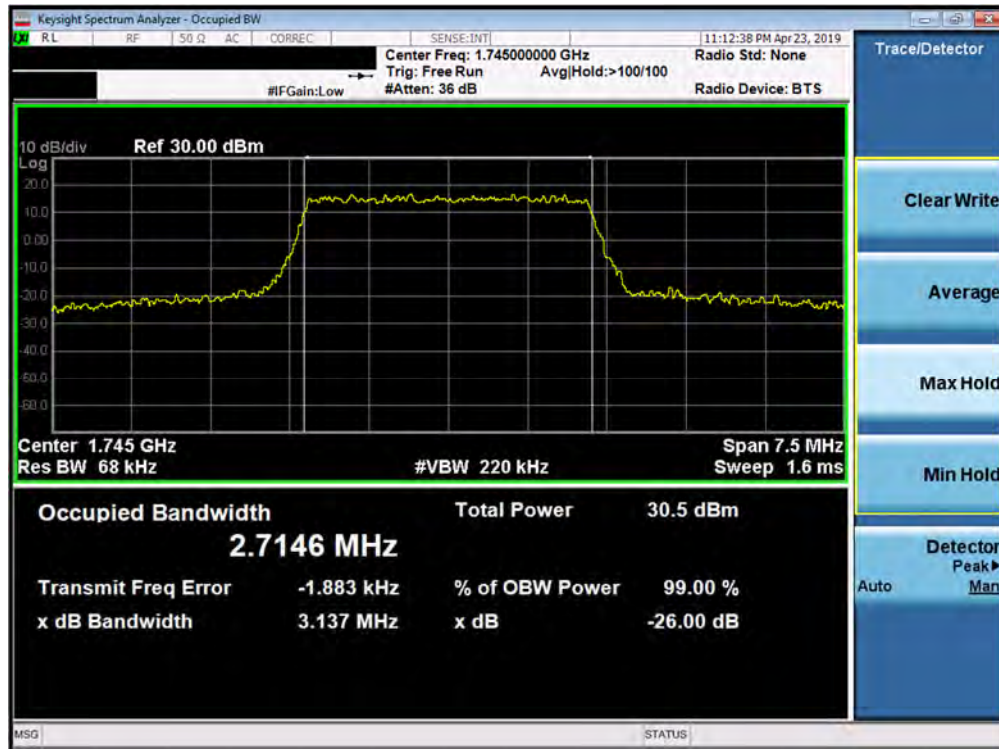 Keysight Spectrum Analyzer - Occupied BW
LXI RL RF 50 Ω AC CORREC SENSE:INT 11:12:38 PM Apr 23, 2019
Center Freq: 1.745000000 GHz Radio Std: None
Trig: Free Run Avg|Hold:>100/100
#IFGain:Low #Atten: 36 dB Radio Device: BTS
Trace/Detector
10 dB/div Ref 30.00 dBm
Log
20.0
10.0
0.00
-10.0
-20.0
-30.0
-40.0
-50.0
-60.0
Center 1.745 GHz Span 7.5 MHz
Res BW 68 kHz #VBW 220 kHz Sweep 1.6 ms
Occupied Bandwidth Total Power 30.5 dBm
2.7146 MHz
Transmit Freq Error -1.883 kHz % of OBW Power 99.00 %
x dB Bandwidth 3.137 MHz x dB -26.00 dB
Clear Write
Average
Max Hold
Min Hold
Detector
Peak
Auto Man
MSG STATUS